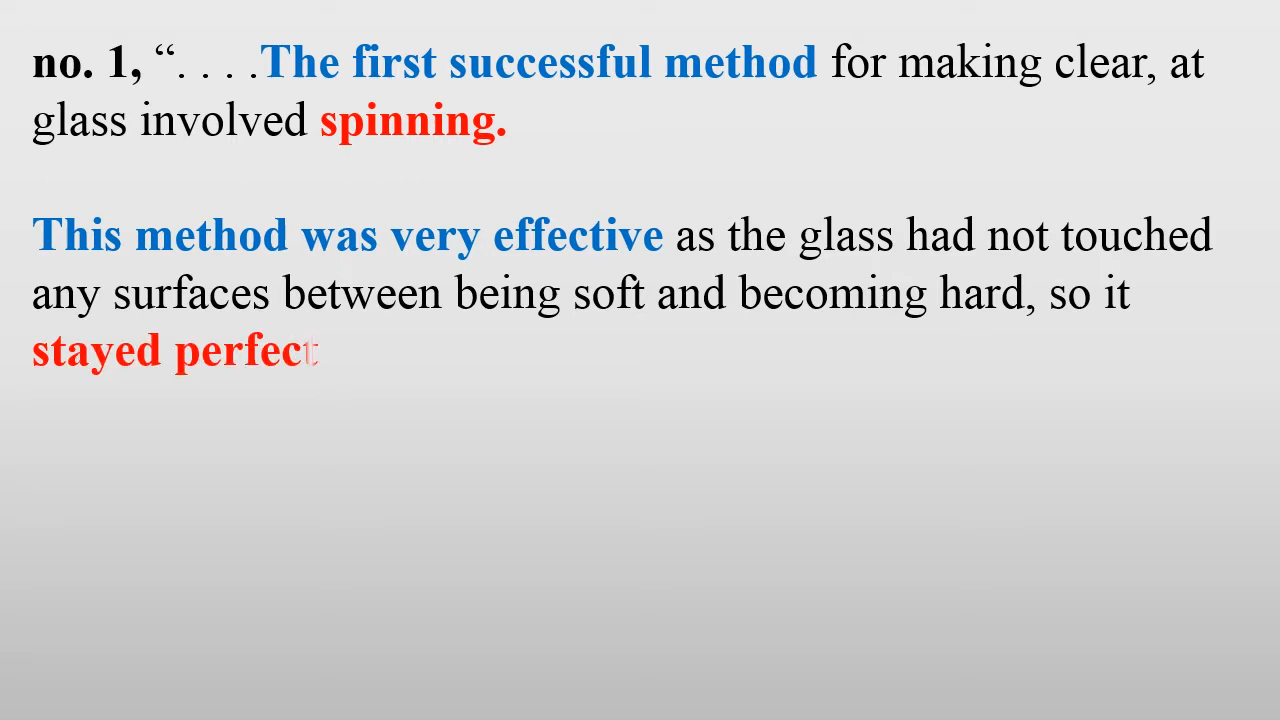 no. 1, “. . . .The first successful method for making clear, at
glass involved spinning.
This method was very effective as the glass had not touched
any surfaces between being soft and becoming hard, so it
stayed perfect